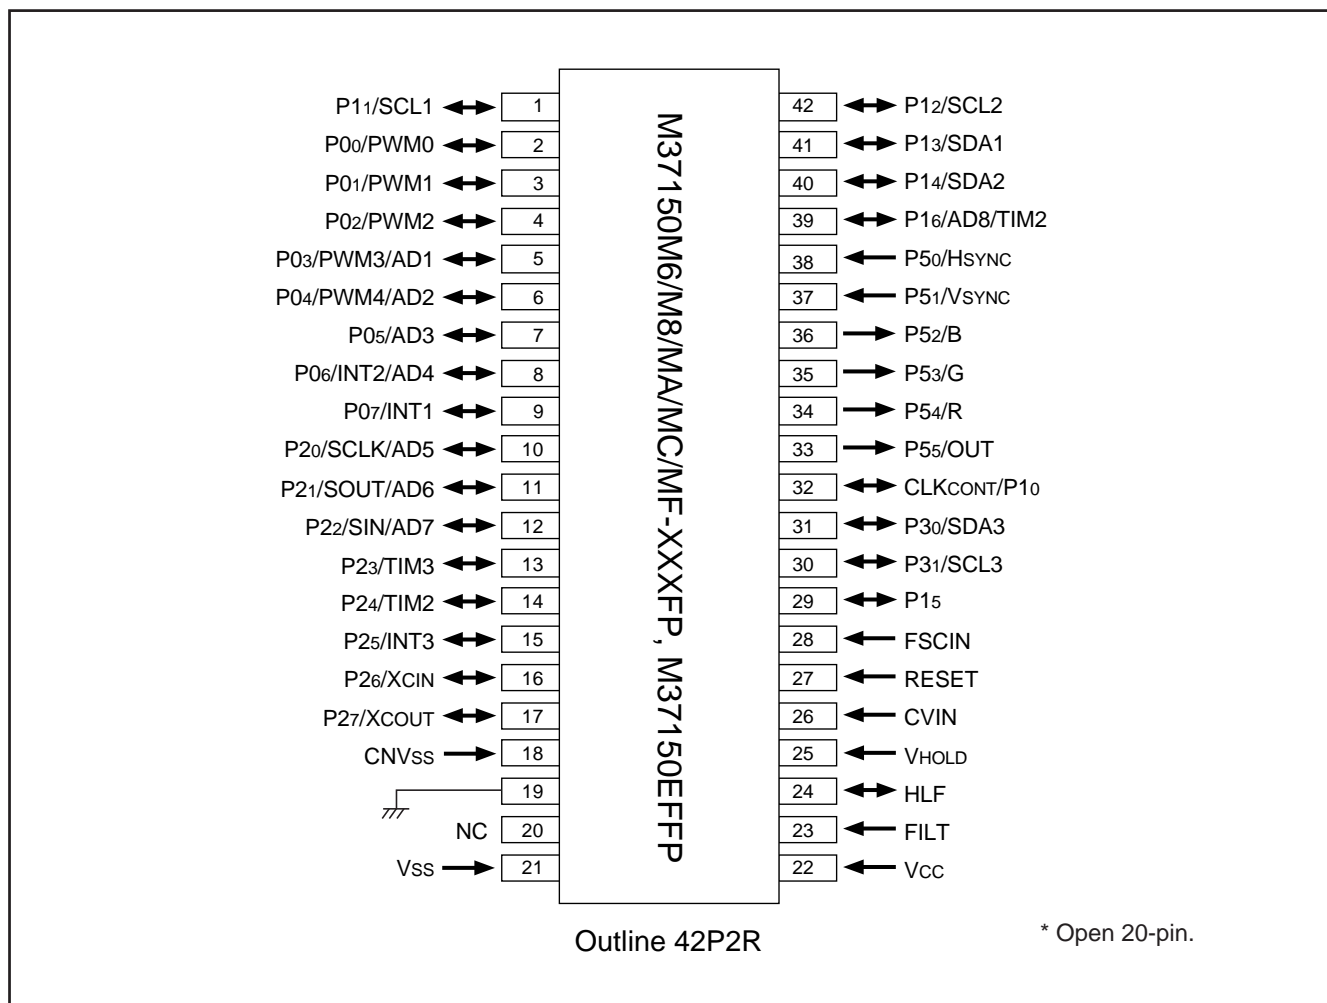 P11/SCL1 1 42 P12/SCL2
P00/PWM0 2 41 P13/SDA1
P01/PWM1 3 40 P14/SDA2
P02/PWM2 4 39 P16/AD8/TIM2
P03/PWM3/AD1 5 38 P50/HSYNC
P04/PWM4/AD2 6 37 P51/VSYNC
P05/AD3 7 36 P52/B
P06/INT2/AD4 8 35 P53/G
P07/INT1 9 34 P54/R
P20/SCLK/AD5 10 33 P55/OUT
P21/SOUT/AD6 11 32 CLKCONT/P10
P22/SIN/AD7 12 31 P30/SDA3
P23/TIM3 13 30 P31/SCL3
P24/TIM2 14 29 P15
P25/INT3 15 28 FSCIN
P26/XCIN 16 27 RESET
P27/XCOUT 17 26 CVIN
CNVSS 18 25 VHOLD
19 24 HLF
NC 20 23 FILT
VSS 21 22 VCC
M37150M6/M8/MA/MC/MF-XXXFP, M37150EFFP
Outline 42P2R
* Open 20-pin.